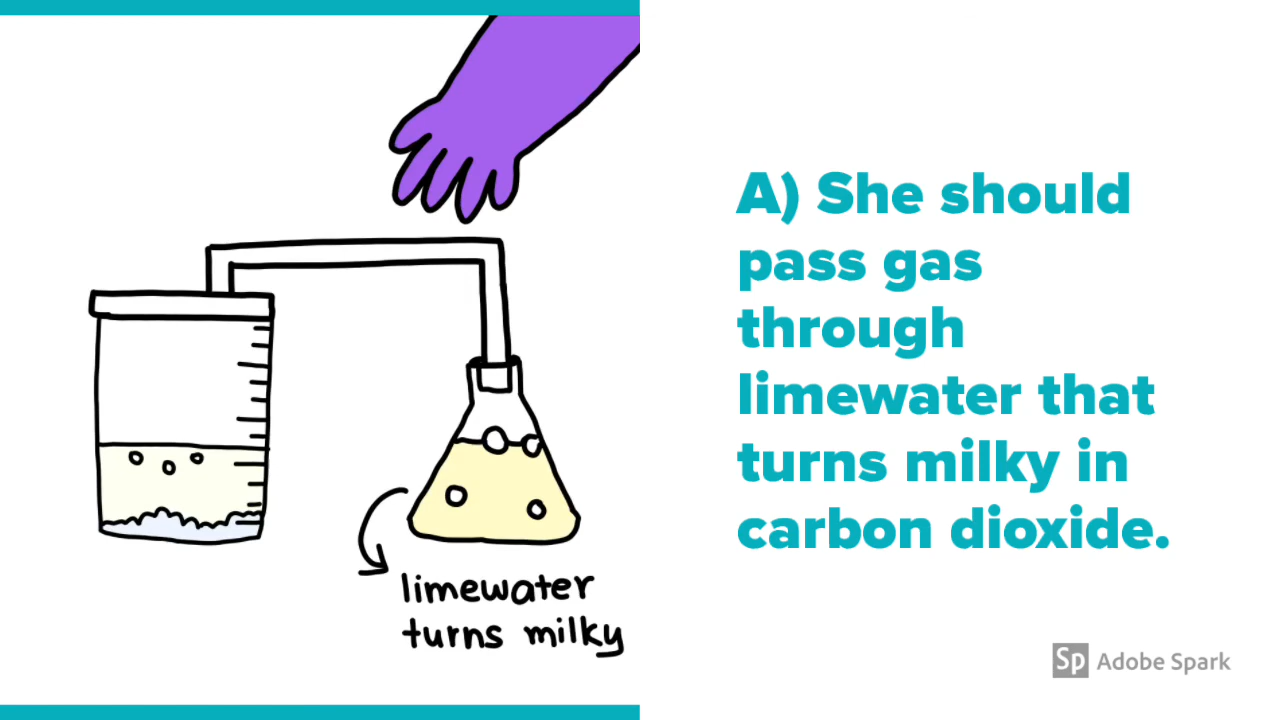 limewater
turns milky
A) She should
pass gas
through
limewater that
turns milky in
carbon dioxide.
Sp Adobe Spark